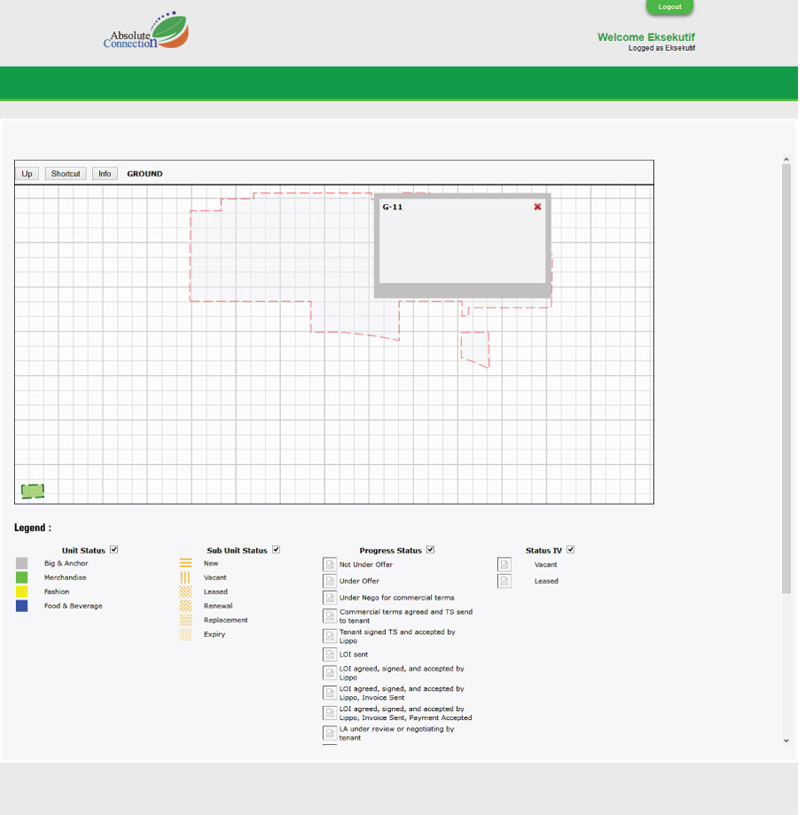 Logout
Absolute
Connection
Welcome Eksekutif
Logged as Eksekutif
Up Shortcut Info GROUND
G-11
Legend :
Unit Status
Big & Anchor
Merchandise
Fashion
Food & Beverage
Sub Unit Status
New
Vacant
Leased
Renewal
Replacement
Expiry
Progress Status
Not Under Offer
Under Offer
Under Nego for commercial terms
Commercial terms agreed and TS send
to tenant
Tenant signed TS and accepted by
Lippo
LOI sent
LOI agreed, signed, and accepted by
Lippo
LOI agreed, signed, and accepted by
Lippo, Invoice Sent
LOI agreed, signed, and accepted by
Lippo, Invoice Sent, Payment Accepted
LA under review or negotiating by
tenant
Status IV
Vacant
Leased